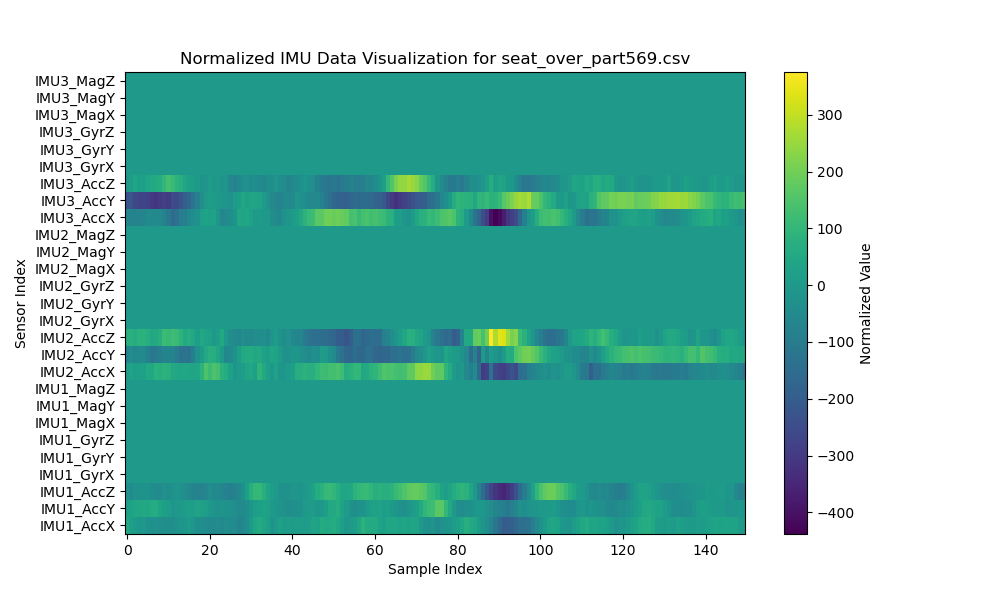 Normalized IMU Data Visualization for seat_over_part569.csv
IMU3_MagZ
IMU3_MagY
IMU3_MagX
IMU3_GyrZ
IMU3_GyrY
IMU3_GyrX
IMU3_AccZ
IMU3_AccY
IMU3_AccX
IMU2_MagZ
IMU2_MagY
IMU2_MagX
IMU2_GyrZ
IMU2_GyrY
IMU2_GyrX
IMU2_AccZ
IMU2_AccY
IMU2_AccX
IMU1_MagZ
IMU1_MagY
IMU1_MagX
IMU1_GyrZ
IMU1_GyrY
IMU1_GyrX
IMU1_AccZ
IMU1_AccY
IMU1_AccX
Sensor Index
0 20 40 60 80 100 120 140
Sample Index
300
200
100
0
−100
−200
−300
−400
Normalized Value